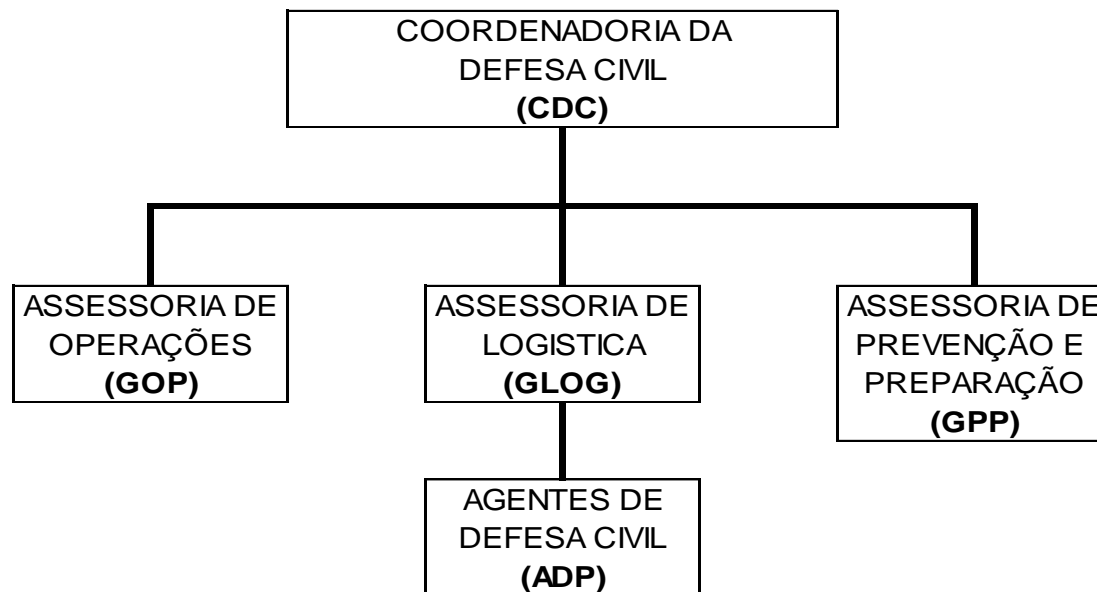 COORDENADORIA DA
DEFESA CIVIL
(CDC)
ASSESSORIA DE
OPERAÇÕES
(GOP)
ASSESSORIA DE
LOGISTICA
(GLOG)
ASSESSORIA DE
PREVENÇÃO E
PREPARAÇÃO
(GPP)
AGENTES DE
DEFESA CIVIL
(ADP)